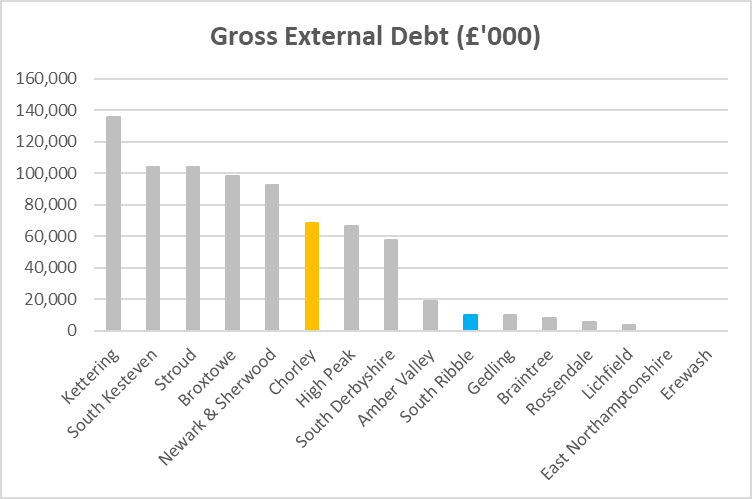 Gross External Debt (£'000)
160,000
140,000
120,000
100,000
80,000
60,000
40,000
20,000
0
Kettering
South Kesteven
Stroud
Broxtowe
Newark & Sherwood
Chorley
High Peak
South Derbyshire
Amber Valley
South Ribble
Gedling
Braintree
Rossendale
Lichfield
East Northamptonshire
Erewash